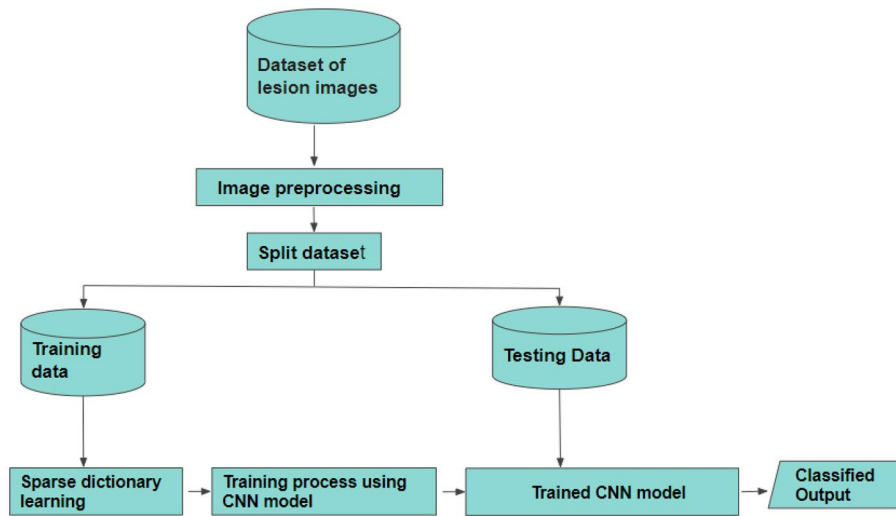 Dataset of
lesion images
Image preprocessing
Split dataset
Training
data
Testing Data
Sparse dictionary
learning
Training process using
CNN model
Trained CNN model
Classified
Output